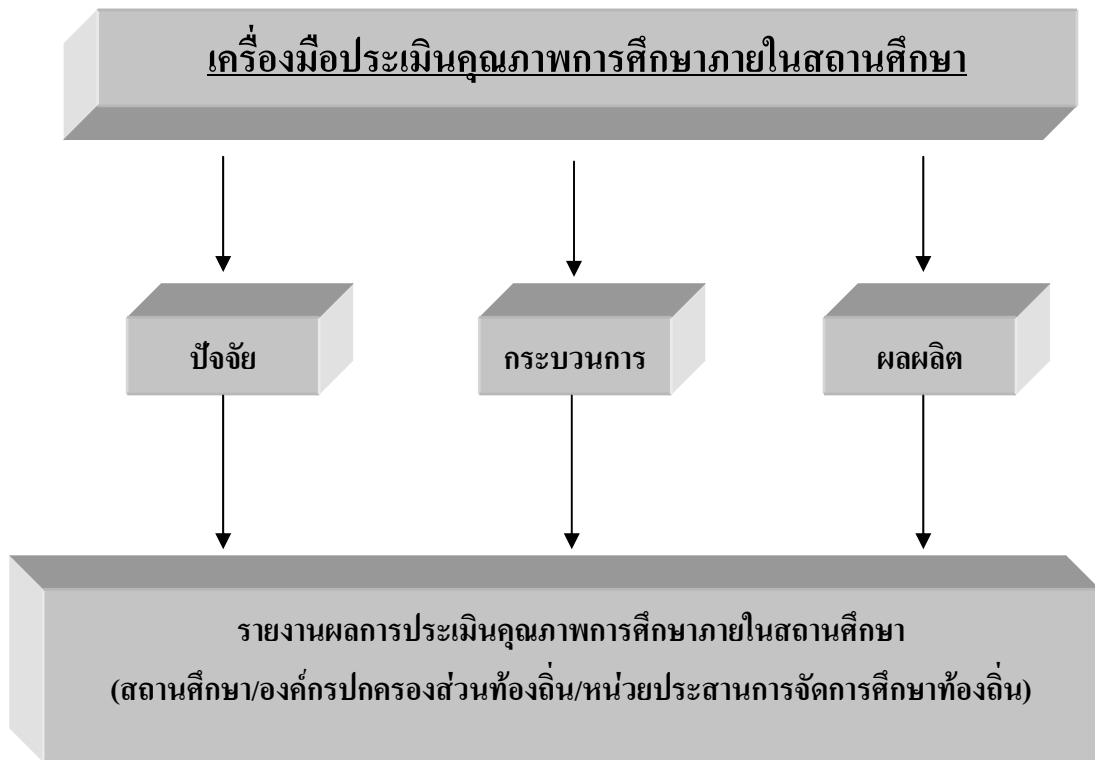 เครื่องมือประเมินคุณภาพการศึกษาภายในสถานศึกษา
ปัจจัย
กระบวนการ
ผลผลิต
รายงานผลการประเมินคุณภาพการศึกษาภายในสถานศึกษา
(สถานศึกษา/องค์กรปกครองส่วนท้องถิ่น/หน่วยประสานการจัดการศึกษาท้องถิ่น)